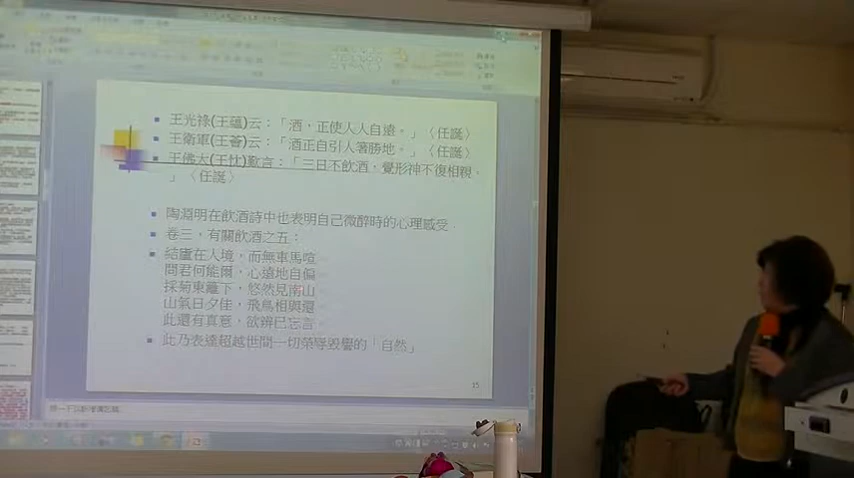 王光祿(王蘊)云：「酒，正使人人自遠。」〈任誕〉
王衛軍(王薈)云：「酒正自引人著勝地。」〈任誕〉
王佛大(王忱)歎言：「三日不飲酒，覺形神不復相親。
」〈任誕〉
陶淵明在飲酒詩中也表明自己微醉時的心理感受
卷三，有關飲酒之五：
結廬在人境，而無車馬喧
問君何能爾，心遠地自偏
採菊東籬下，悠然見南山
山氣日夕佳，飛鳥相與還
此還有真意，欲辨已忘言
此乃表達超越世間一切榮辱毀譽的「自然」
15